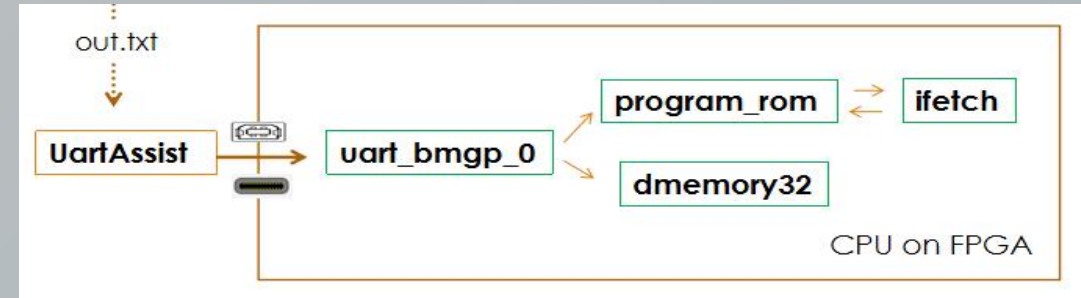 out.txt
UartAssist
uart_bmgp_0
program_rom
ifetch
dmemory32
CPU on FPGA